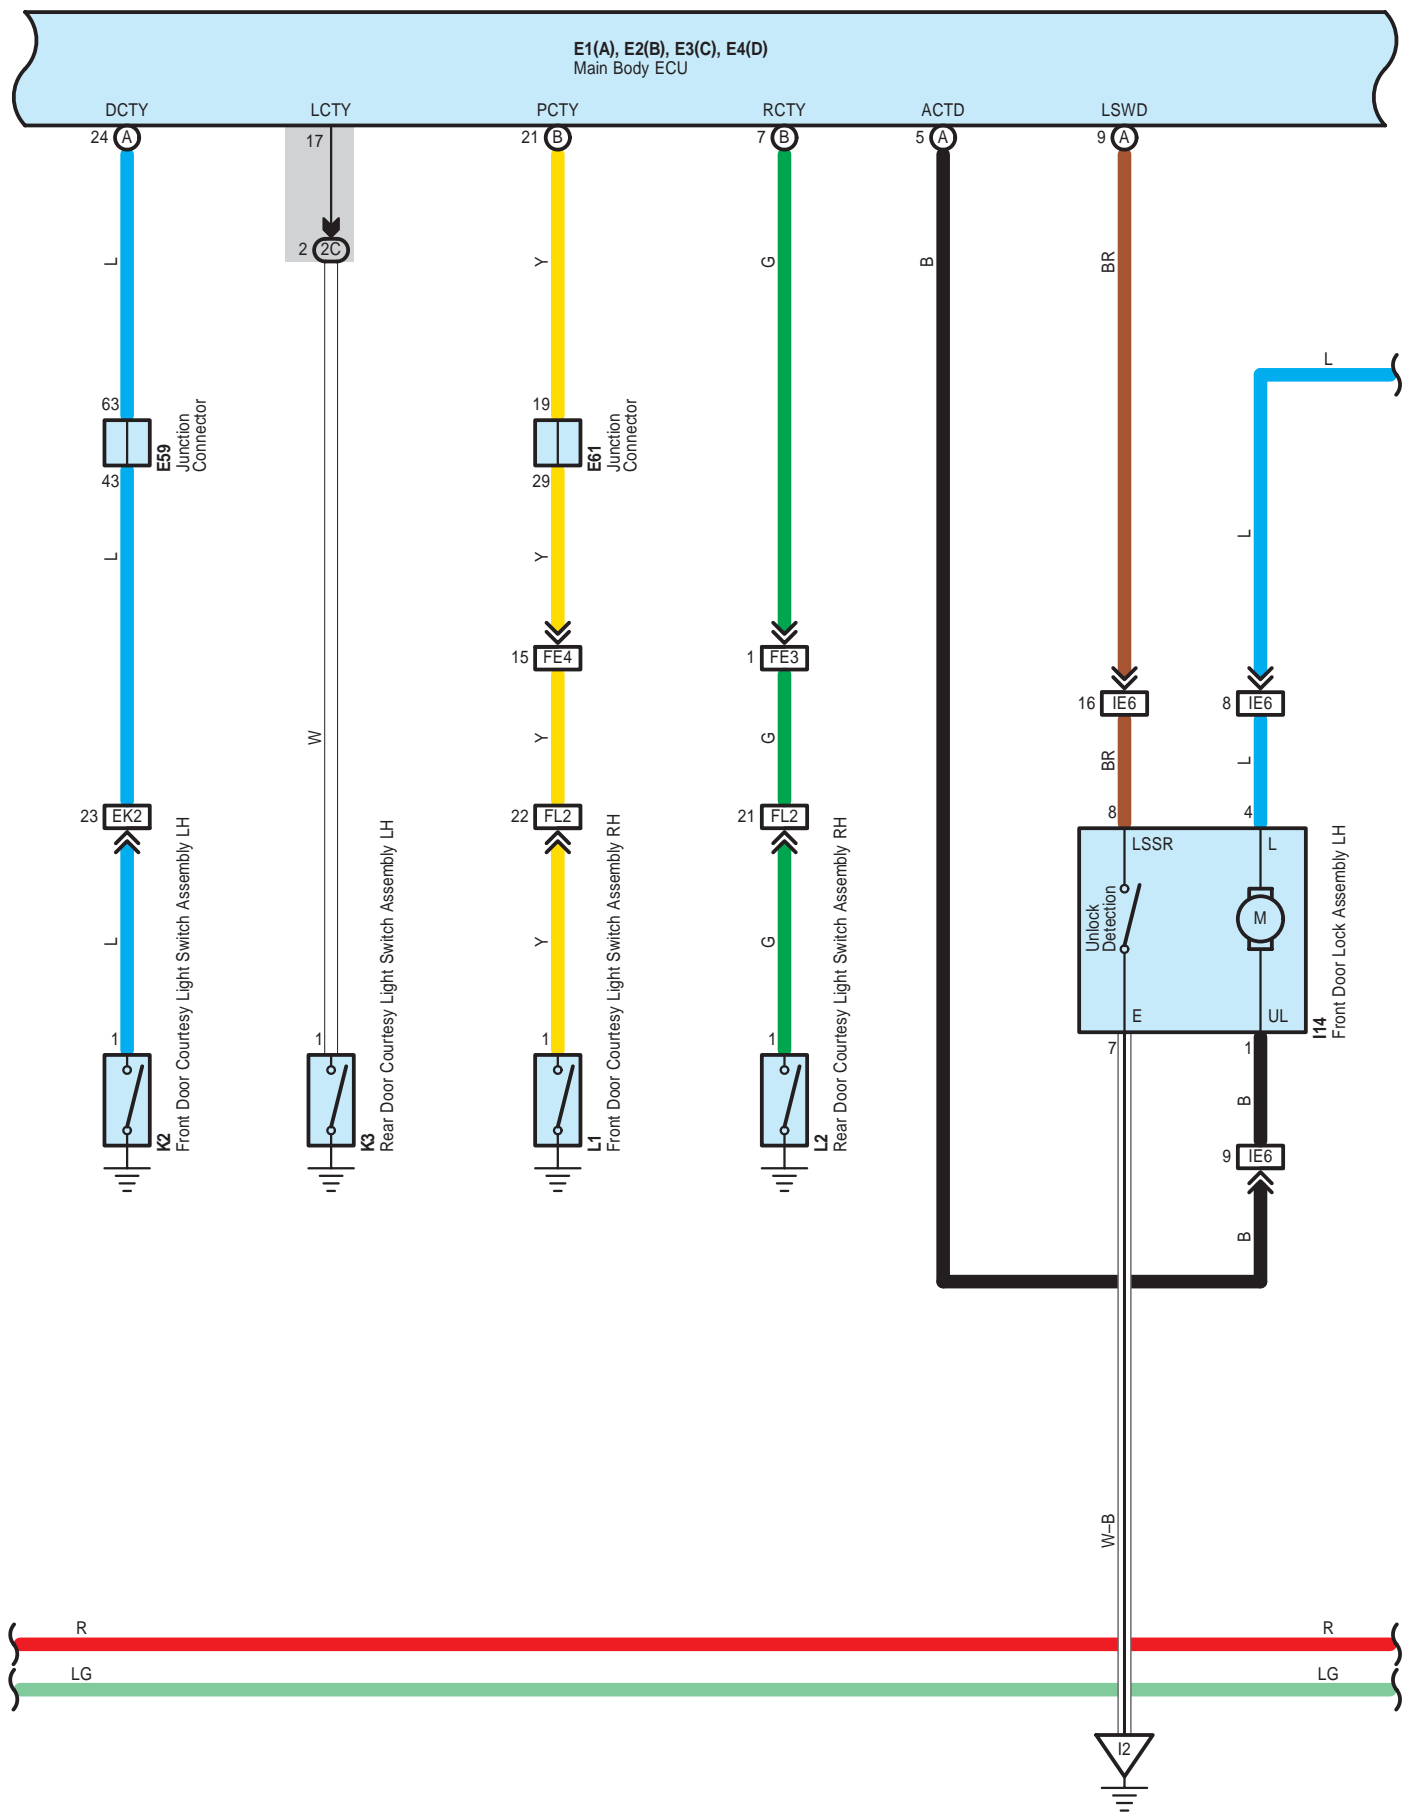 E1(A), E2(B), E3(C), E4(D)
Main Body ECU
DCTY
LCTY
PCTY
RCTY
ACTD
LSWD
24 A
17
21 B
7 B
5 A
9 A
2 2C
L
Y
G
B
BR
L
63
E59
Junction
Connector
43
19
E61
Junction
Connector
29
L
Y
L
15 FE4
1 FE3
16 IE6
8 IE6
W
Y
G
BR
L
23 EK2
22 FL2
21 FL2
8
4
LSSR
L
Unlock
Detection
M
E
UL
I14
Front Door Lock Assembly LH
L
Y
G
1
K2
Front Door Courtesy Light Switch Assembly LH
1
K3
Rear Door Courtesy Light Switch Assembly LH
1
L1
Front Door Courtesy Light Switch Assembly RH
1
L2
Rear Door Courtesy Light Switch Assembly RH
7
1
B
9 IE6
B
W–B
R
R
LG
LG
I2